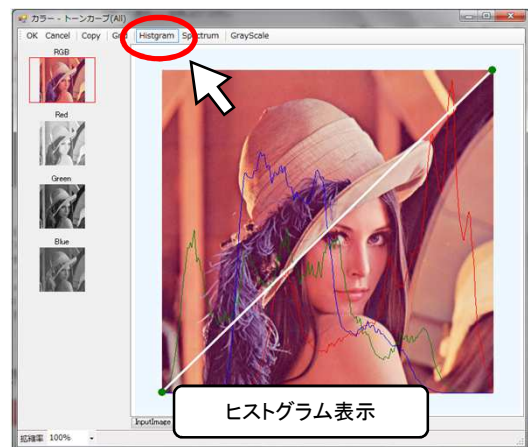 カラー - トーンカーブ(All)
OK Cancel Copy Grid Histgram Spectrum GrayScale
RGB
Red
Green
Blue
InputImage
ヒストグラム表示
拡縮率 100%